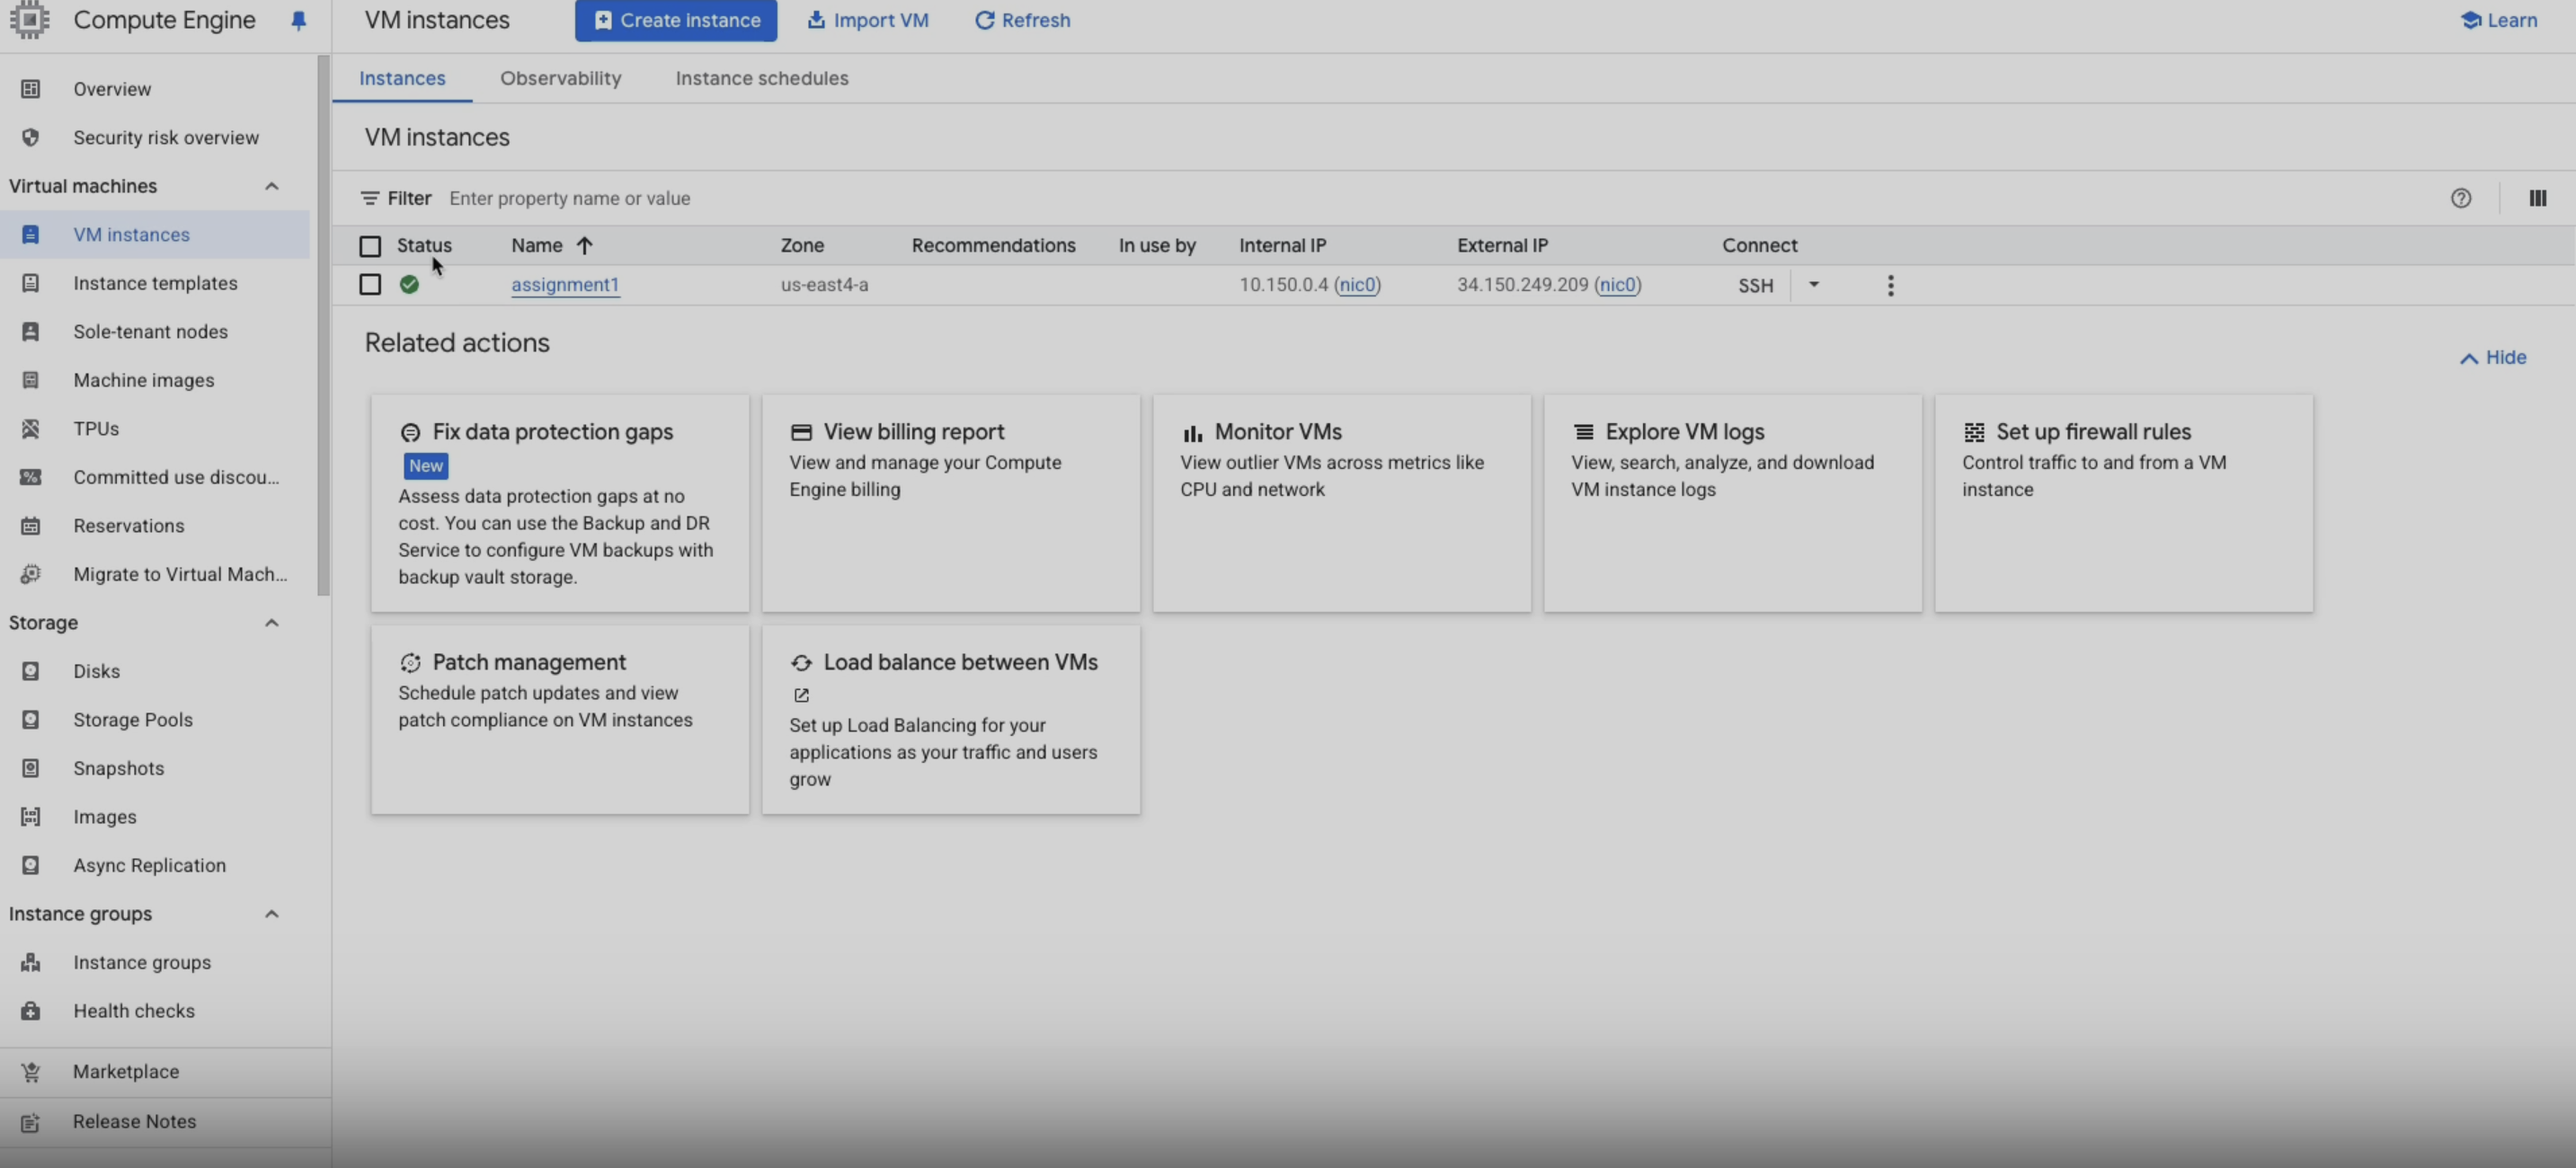 Compute Engine
VM instances
Create instance
Import VM
Refresh
Learn
Overview
Security risk overview
Virtual machines
VM instances
Instance templates
Sole-tenant nodes
Machine images
TPUs
Committed use discou...
Reservations
Migrate to Virtual Mach...
Storage
Disks
Storage Pools
Snapshots
Images
Async Replication
Instance groups
Instance groups
Health checks
Marketplace
Release Notes
Instances Observability Instance schedules
VM instances
Filter Enter property name or value
Status Name Zone Recommendations In use by Internal IP External IP Connect
assignment1 us-east4-a 10.150.0.4 (nic0) 34.150.249.209 (nic0) SSH
Related actions
Hide
Fix data protection gaps
New
Assess data protection gaps at no
cost. You can use the Backup and DR
Service to configure VM backups with
backup vault storage.
View billing report
View and manage your Compute
Engine billing
Monitor VMs
View outlier VMs across metrics like
CPU and network
Explore VM logs
View, search, analyze, and download
VM instance logs
Set up firewall rules
Control traffic to and from a VM
instance
Patch management
Schedule patch updates and view
patch compliance on VM instances
Load balance between VMs
Set up Load Balancing for your
applications as your traffic and users
grow